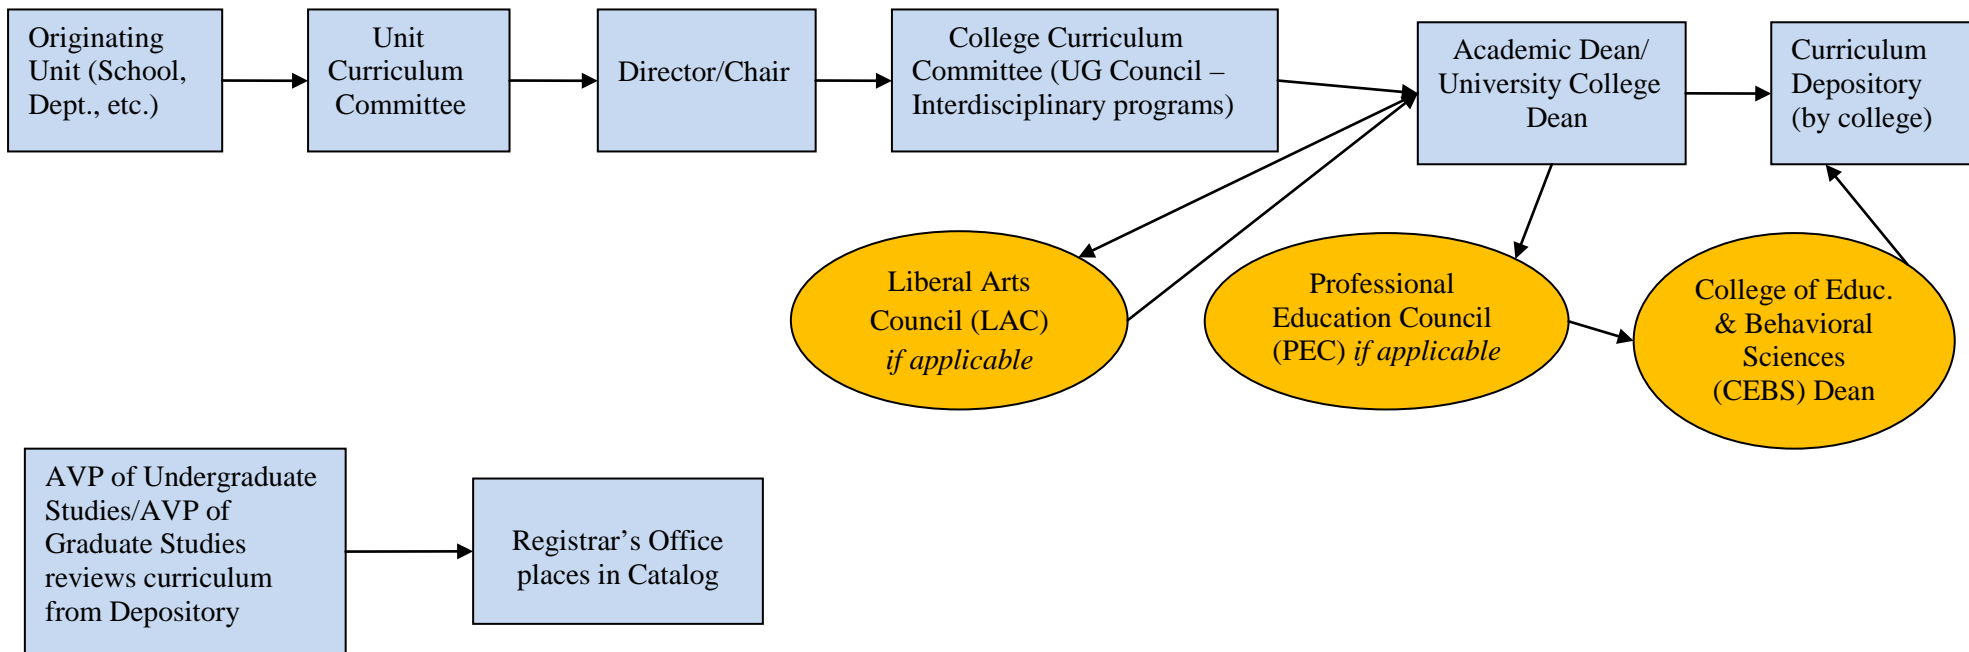 Originating
Unit (School,
Dept., etc.)
Unit
Curriculum
Committee
Director/Chair
College Curriculum
Committee (UG Council –
Interdisciplinary programs)
Academic Dean/
University College
Dean
Curriculum
Depository
(by college)
Liberal Arts
Council (LAC)
if applicable
Professional
Education Council
(PEC) if applicable
College of Educ.
& Behavioral
Sciences
(CEBS) Dean
AVP of Undergraduate
Studies/AVP of
Graduate Studies
reviews curriculum
from Depository
Registrar’s Office
places in Catalog